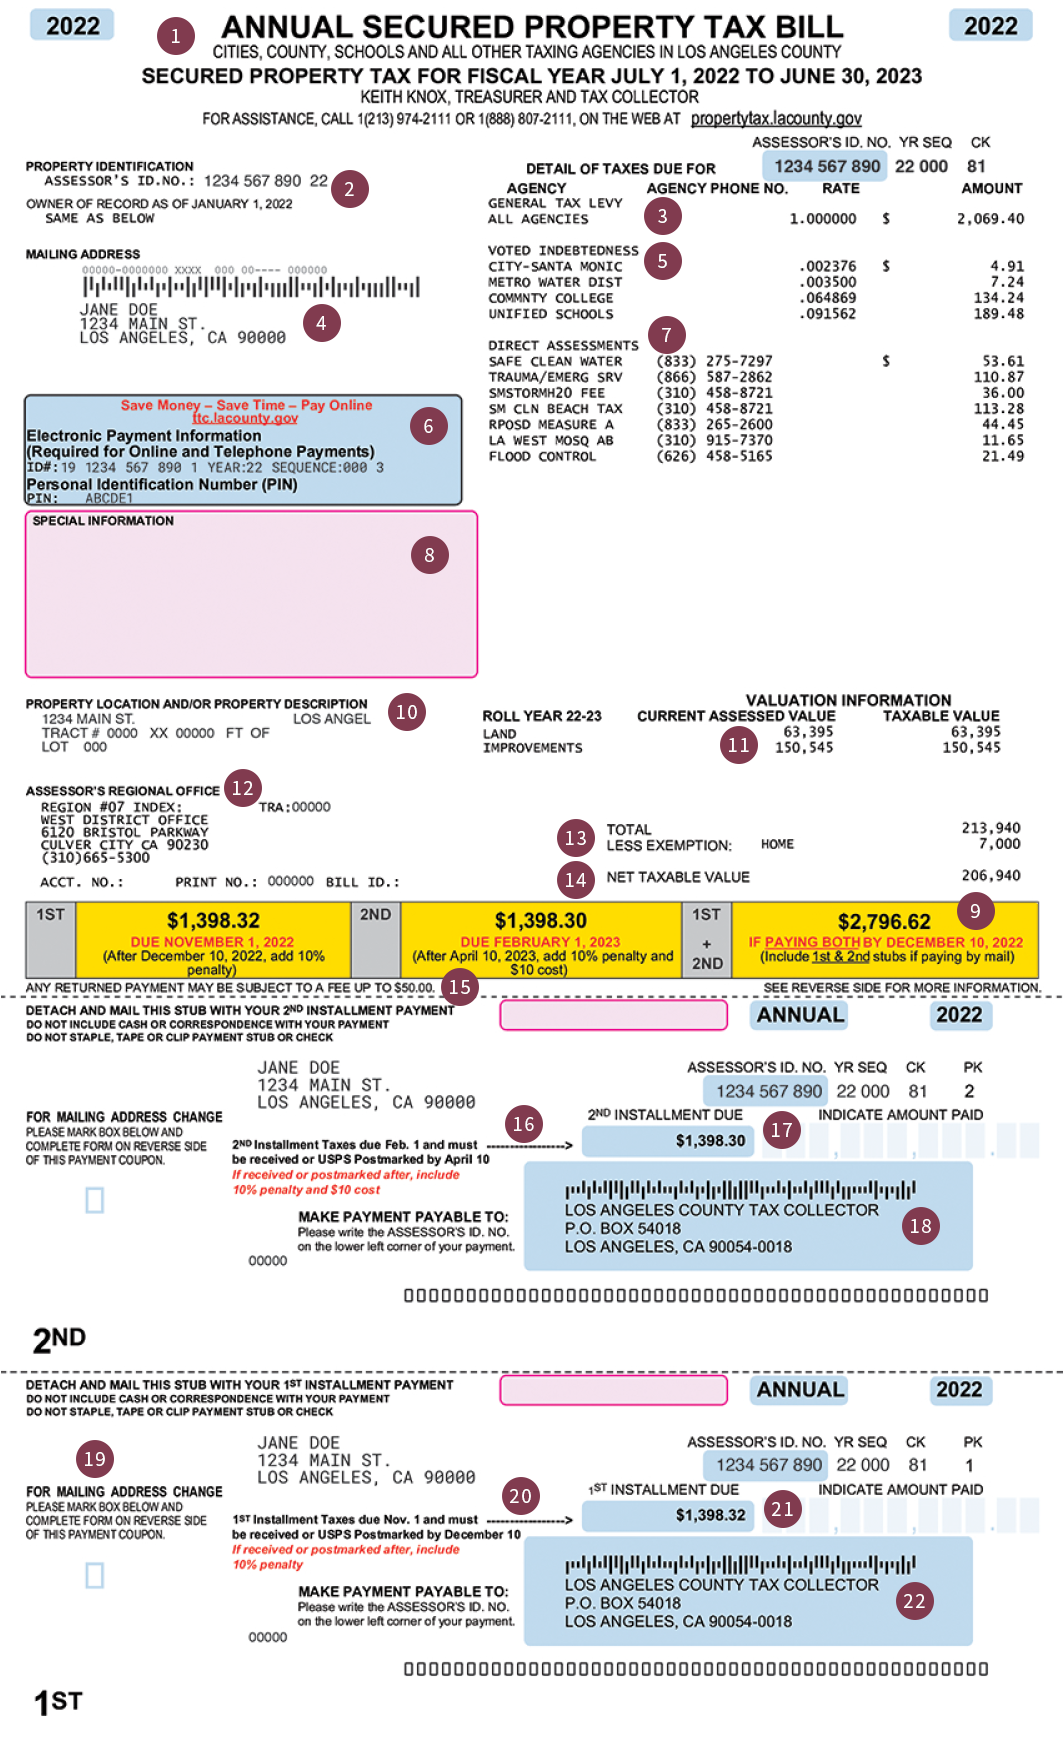 2022
1
ANNUAL SECURED PROPERTY TAX BILL
2022
CITIES, COUNTY, SCHOOLS AND ALL OTHER TAXING AGENCIES IN LOS ANGELES COUNTY
SECURED PROPERTY TAX FOR FISCAL YEAR JULY 1, 2022 TO JUNE 30, 2023
KEITH KNOX, TREASURER AND TAX COLLECTOR
FOR ASSISTANCE, CALL 1(213) 974-2111 OR 1(888) 807-2111, ON THE WEB AT propertytax.lacounty.gov
PROPERTY IDENTIFICATION
ASSESSOR'S ID.NO.: 1234 567 890 22
2
OWNER OF RECORD AS OF JANUARY 1, 2022
SAME AS BELOW
MAILING ADDRESS
00000-0000000 XXXX 000 00---- 000000
JANE DOE
1234 MAIN ST.
LOS ANGELES, CA 90000
4
Save Money – Save Time – Pay Online
ttc.lacounty.gov
6
Electronic Payment Information
(Required for Online and Telephone Payments)
ID#:19 1234 567 890 1 YEAR:22 SEQUENCE:000 3
Personal Identification Number (PIN)
PIN: ABCDE1
SPECIAL INFORMATION
8
ASSESSOR'S ID. NO. YR SEQ CK
DETAIL OF TAXES DUE FOR 1234 567 890 22 000 81
AGENCY AGENCY PHONE NO. RATE AMOUNT
GENERAL TAX LEVY
3
ALL AGENCIES 1.000000 $ 2,069.40
VOTED INDEBTEDNESS
5
CITY-SANTA MONIC .002376 $ 4.91
METRO WATER DIST .003500 7.24
COMMNTY COLLEGE .064869 134.24
UNIFIED SCHOOLS .091562 189.48
7
DIRECT ASSESSMENTS
SAFE CLEAN WATER (833) 275-7297 $ 53.61
TRAUMA/EMERG SRV (866) 587-2862 110.87
SMSTORMH20 FEE (310) 458-8721 36.00
SM CLN BEACH TAX (310) 458-8721 113.28
RPOSD MEASURE A (833) 265-2600 44.45
LA WEST MOSQ AB (310) 915-7370 11.65
FLOOD CONTROL (626) 458-5165 21.49
PROPERTY LOCATION AND/OR PROPERTY DESCRIPTION
10
1234 MAIN ST. LOS ANGEL
TRACT # 0000 XX 00000 FT OF
LOT 000
VALUATION INFORMATION
ROLL YEAR 22-23 CURRENT ASSESSED VALUE TAXABLE VALUE
LAND 63,395 63,395
IMPROVEMENTS 150,545 150,545
11
ASSESSOR'S REGIONAL OFFICE
12
REGION #07 INDEX: TRA:00000
WEST DISTRICT OFFICE
6120 BRISTOL PARKWAY
CULVER CITY CA 90230
(310)665-5300
ACCT. NO.: PRINT NO.: 000000 BILL ID.:
13
TOTAL 213,940
LESS EXEMPTION: HOME 7,000
14
NET TAXABLE VALUE 206,940
1ST
$1,398.32
DUE NOVEMBER 1, 2022
(After December 10, 2022, add 10%
penalty)
2ND
$1,398.30
DUE FEBRUARY 1, 2023
(After April 10, 2023, add 10% penalty and
$10 cost)
1ST
+
2ND
$2,796.62
9
IF PAYING BOTH BY DECEMBER 10, 2022
(Include 1st & 2nd stubs if paying by mail)
ANY RETURNED PAYMENT MAY BE SUBJECT TO A FEE UP TO $50.00.
15
SEE REVERSE SIDE FOR MORE INFORMATION.
DETACH AND MAIL THIS STUB WITH YOUR 2ND INSTALLMENT PAYMENT
DO NOT INCLUDE CASH OR CORRESPONDENCE WITH YOUR PAYMENT
DO NOT STAPLE, TAPE OR CLIP PAYMENT STUB OR CHECK
ANNUAL
2022
JANE DOE
1234 MAIN ST.
LOS ANGELES, CA 90000
ASSESSOR'S ID. NO. YR SEQ CK PK
1234 567 890 22 000 81 2
FOR MAILING ADDRESS CHANGE
PLEASE MARK BOX BELOW AND
COMPLETE FORM ON REVERSE SIDE
OF THIS PAYMENT COUPON.
16
2ND INSTALLMENT DUE
17
INDICATE AMOUNT PAID
2ND Installment Taxes due Feb. 1 and must -------------->
$1,398.30
be received or USPS Postmarked by April 10
If received or postmarked after, include
10% penalty and $10 cost
MAKE PAYMENT PAYABLE TO:
Please write the ASSESSOR'S ID. NO.
on the lower left corner of your payment.
00000
LOS ANGELES COUNTY TAX COLLECTOR
P.O. BOX 54018
LOS ANGELES, CA 90054-0018
18
2ND
DETACH AND MAIL THIS STUB WITH YOUR 1ST INSTALLMENT PAYMENT
DO NOT INCLUDE CASH OR CORRESPONDENCE WITH YOUR PAYMENT
DO NOT STAPLE, TAPE OR CLIP PAYMENT STUB OR CHECK
ANNUAL
2022
19
JANE DOE
1234 MAIN ST.
LOS ANGELES, CA 90000
ASSESSOR'S ID. NO. YR SEQ CK PK
1234 567 890 22 000 81 1
FOR MAILING ADDRESS CHANGE
PLEASE MARK BOX BELOW AND
COMPLETE FORM ON REVERSE SIDE
OF THIS PAYMENT COUPON.
20
1ST INSTALLMENT DUE
21
INDICATE AMOUNT PAID
1ST Installment Taxes due Nov. 1 and must -------------->
$1,398.32
be received or USPS Postmarked by December 10
If received or postmarked after, include
10% penalty
MAKE PAYMENT PAYABLE TO:
Please write the ASSESSOR'S ID. NO.
on the lower left corner of your payment.
00000
LOS ANGELES COUNTY TAX COLLECTOR
P.O. BOX 54018
LOS ANGELES, CA 90054-0018
22
1ST